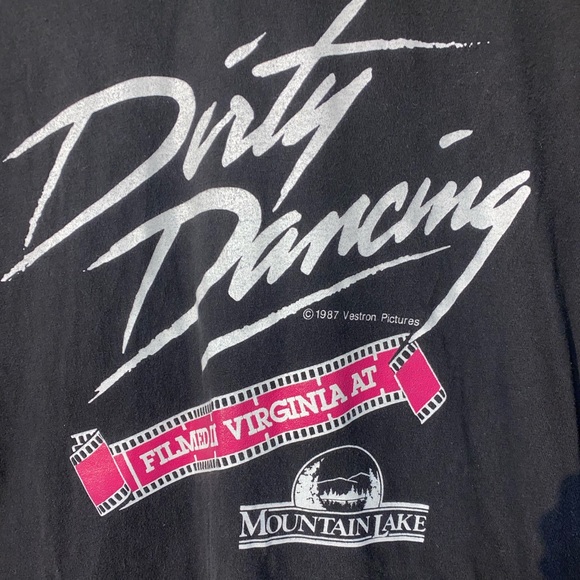 Dirty
Dancing
© 1987 Vestron Pictures
FILMED I VIRGINIA AT
MOUNTAIN LAKE